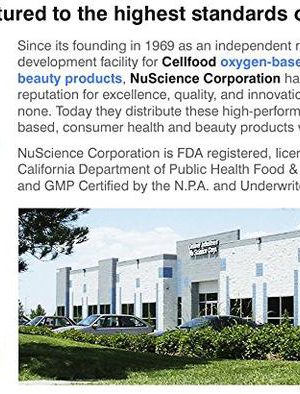 tured to the highest standards
Since its founding in 1969 as an independent
development facility for Cellfood oxygen-base
beauty products, NuScience Corporation ha
reputation for excellence, quality, and innovatio
none. Today they distribute these high-perform
based, consumer health and beauty products
NuScience Corporation is FDA registered, licen
California Department of Public Health Food &
and GMP Certified by the N.P.A. and Underwrite